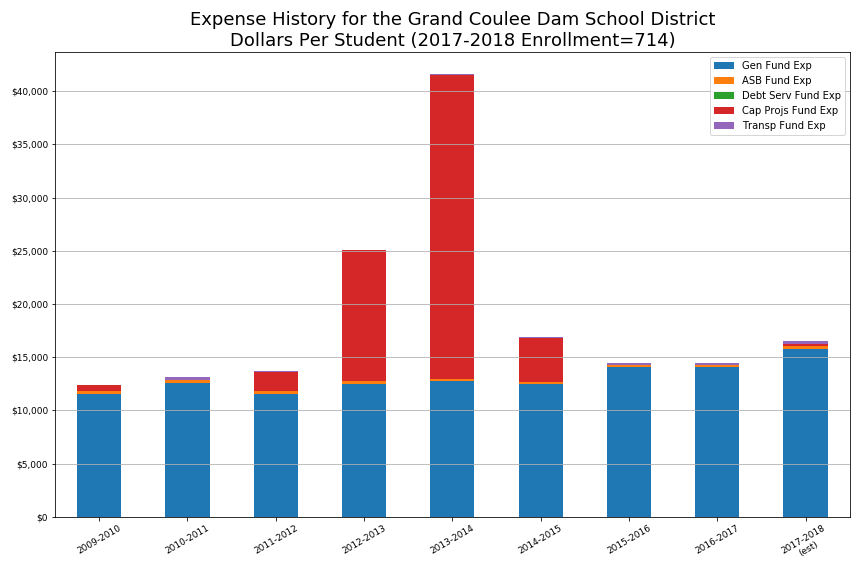 Expense History for the Grand Coulee Dam School District
Dollars Per Student (2017-2018 Enrollment=714)
Gen Fund Exp
ASB Fund Exp
Debt Serv Fund Exp
Cap Projs Fund Exp
Transp Fund Exp
$40,000
$35,000
$30,000
$25,000
$20,000
$15,000
$10,000
$5,000
$0
2009-2010
2010-2011
2011-2012
2012-2013
2013-2014
2014-2015
2015-2016
2016-2017
2017-2018
(est)